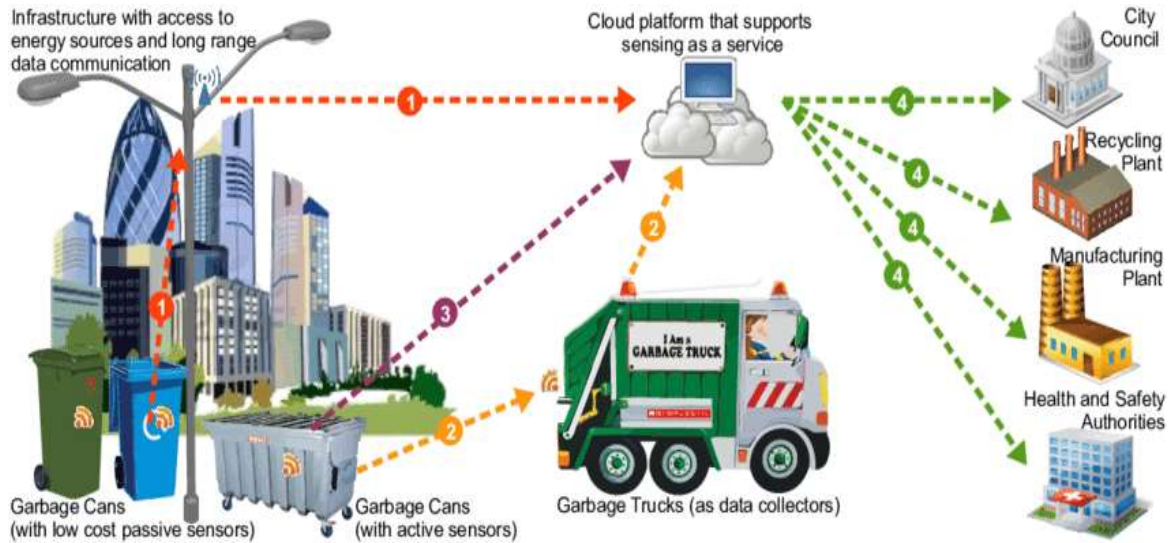 Infrastructure with access to
energy sources and long range
data communication
Cloud platform that supports
sensing as a service
City
Council
1
4
Recycling
Plant
4
2
4
Manufacturing
Plant
1
4
3
I Am a
GARBAGE TRUCK
2
Health and Safety
Authorities
Garbage Cans
(with low cost passive sensors)
Garbage Cans
(with active sensors)
Garbage Trucks (as data collectors)